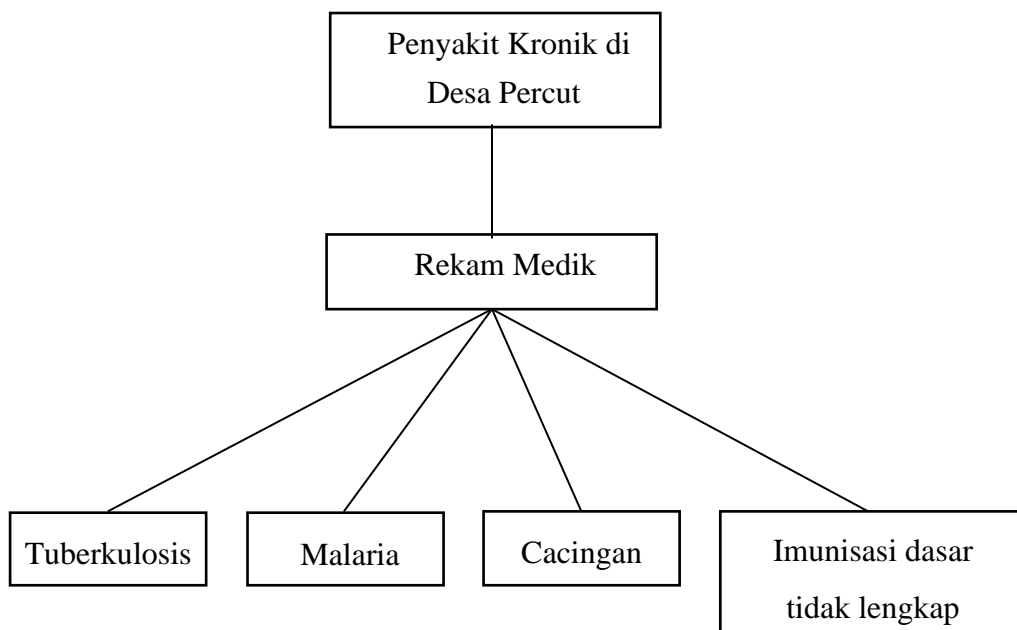 Penyakit Kronik di
Desa Percut
Rekam Medik
Tuberkulosis
Malaria
Cacingan
Imunisasi dasar
tidak lengkap